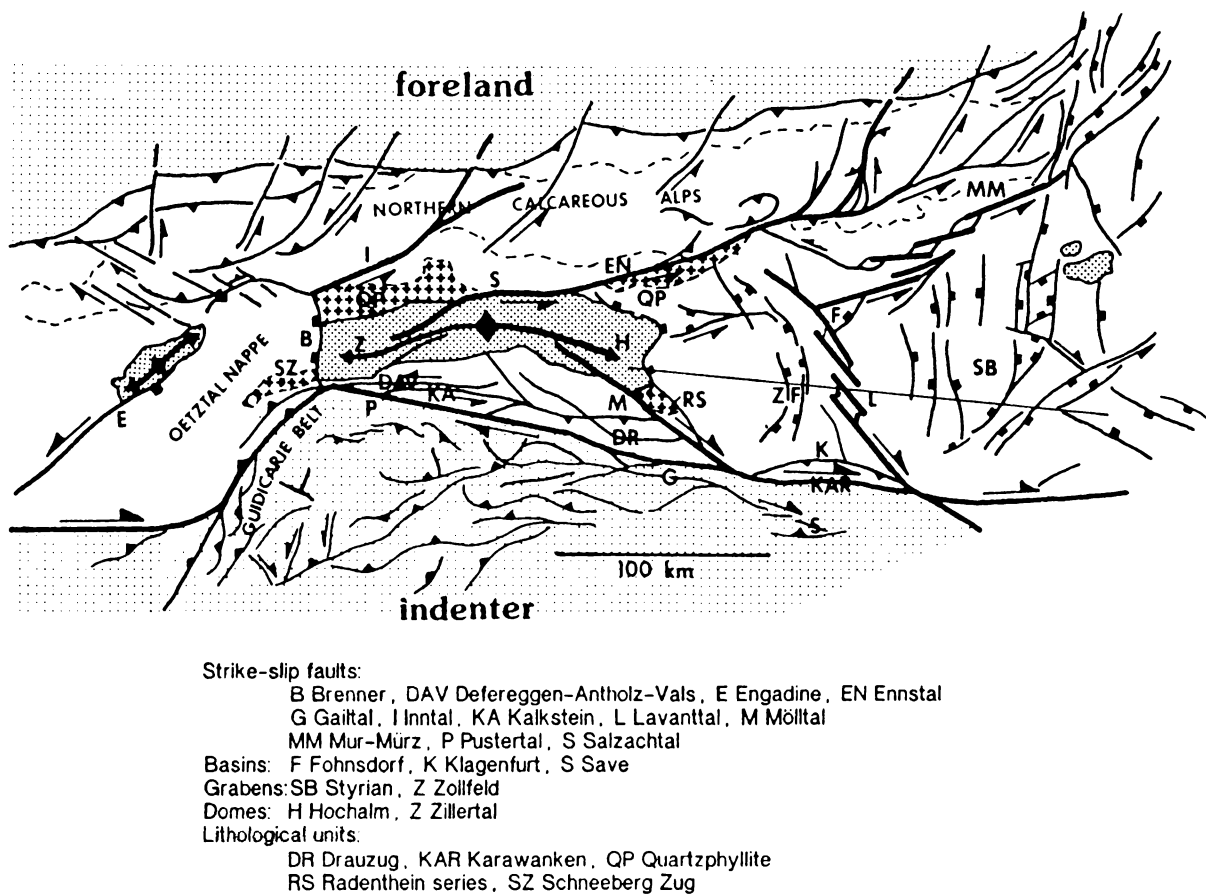 foreland
MM
NORTHERN CALCAREOUS ALPS
I
EN
S
QP
QP
B
Z
H
F
SZ
DAV
KA
E
OETZTAL NAPPE
P
M
RS
Z F
L
SB
DR
GUIDICARIE BELT
K
G
KAR
S
100 km
indenter
Strike-slip faults:
B Brenner, DAV Defereggen-Antholz-Vals, E Engadine, EN Ennstal
G Gailtal, I Inntal, KA Kalkstein, L Lavanttal, M Mölltal
MM Mur-Mürz, P Pustertal, S Salzachtal
Basins: F Fohnsdorf, K Klagenfurt, S Save
Grabens: SB Styrian, Z Zollfeld
Domes: H Hochalm, Z Zillertal
Lithological units:
DR Drauzug, KAR Karawanken, QP Quartzphyllite
RS Radenthein series, SZ Schneeberg Zug